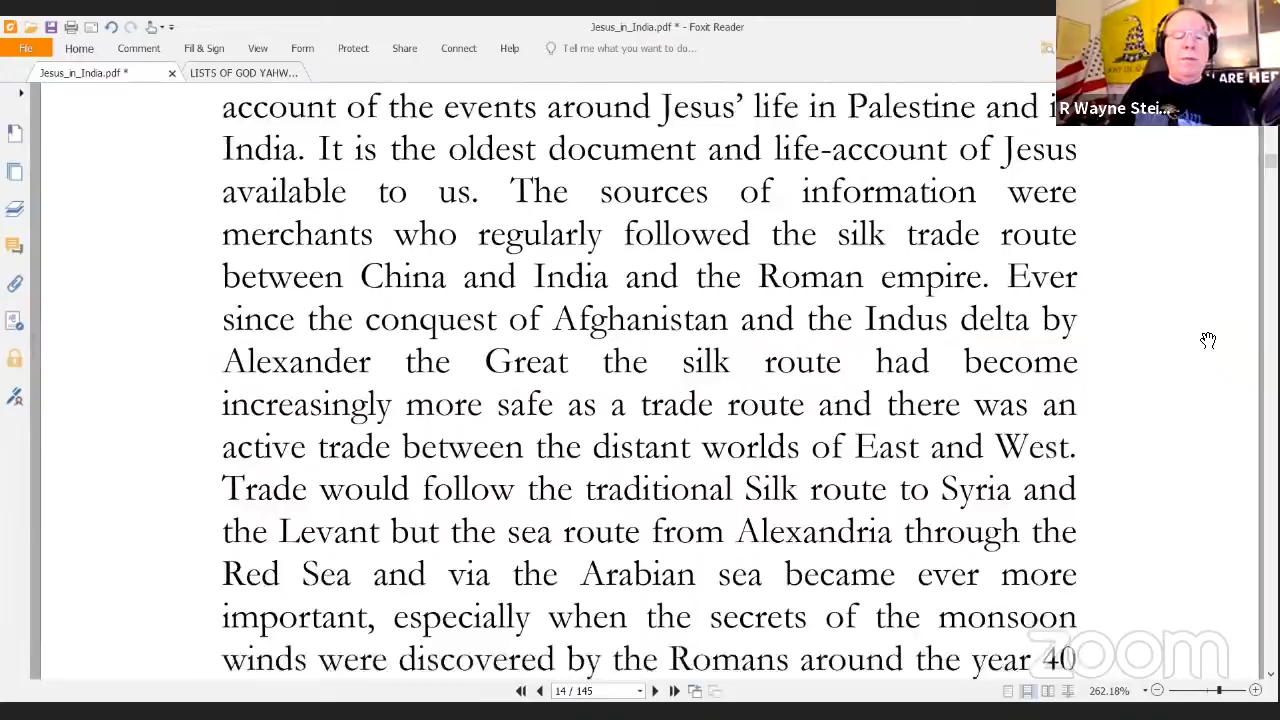 Jesus_in_India.pdf * - Foxit Reader
File Home Comment Fill & Sign View Form Protect Share Connect Help Tell me what you want to do...
Jesus_in_India.pdf * LISTS OF GOD YAHW...
R Wayne Stei...
account of the events around Jesus’ life in Palestine and
India. It is the oldest document and life-account of Jesus
available to us. The sources of information were
merchants who regularly followed the silk trade route
between China and India and the Roman empire. Ever
since the conquest of Afghanistan and the Indus delta by
Alexander the Great the silk route had become
increasingly more safe as a trade route and there was an
active trade between the distant worlds of East and West.
Trade would follow the traditional Silk route to Syria and
the Levant but the sea route from Alexandria through the
Red Sea and via the Arabian sea became ever more
important, especially when the secrets of the monsoon
winds were discovered by the Romans around the year 40
zoom
14 / 145 262.18%